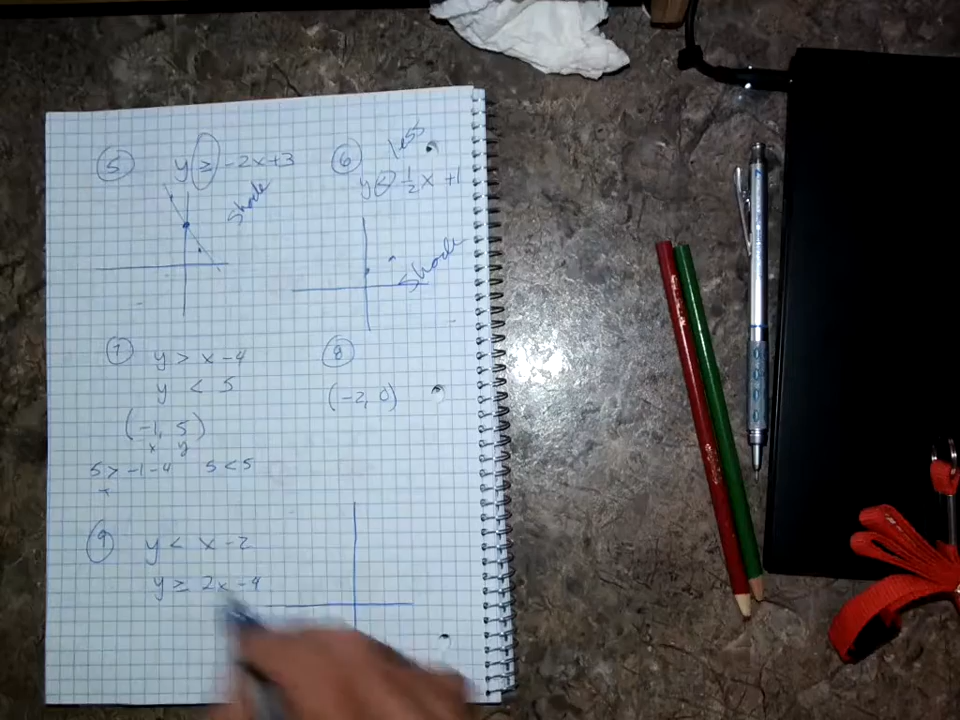 5 y ≥ -2x+3
shade
6 less
y < 1/2 x +1
shade
7 y > x - 4
y < 5
(-1, 5)
x y
5 > -1 - 4 5 < 5
+
8
(-2, 0)
9 y < x - 2
y ≥ 2x - 4